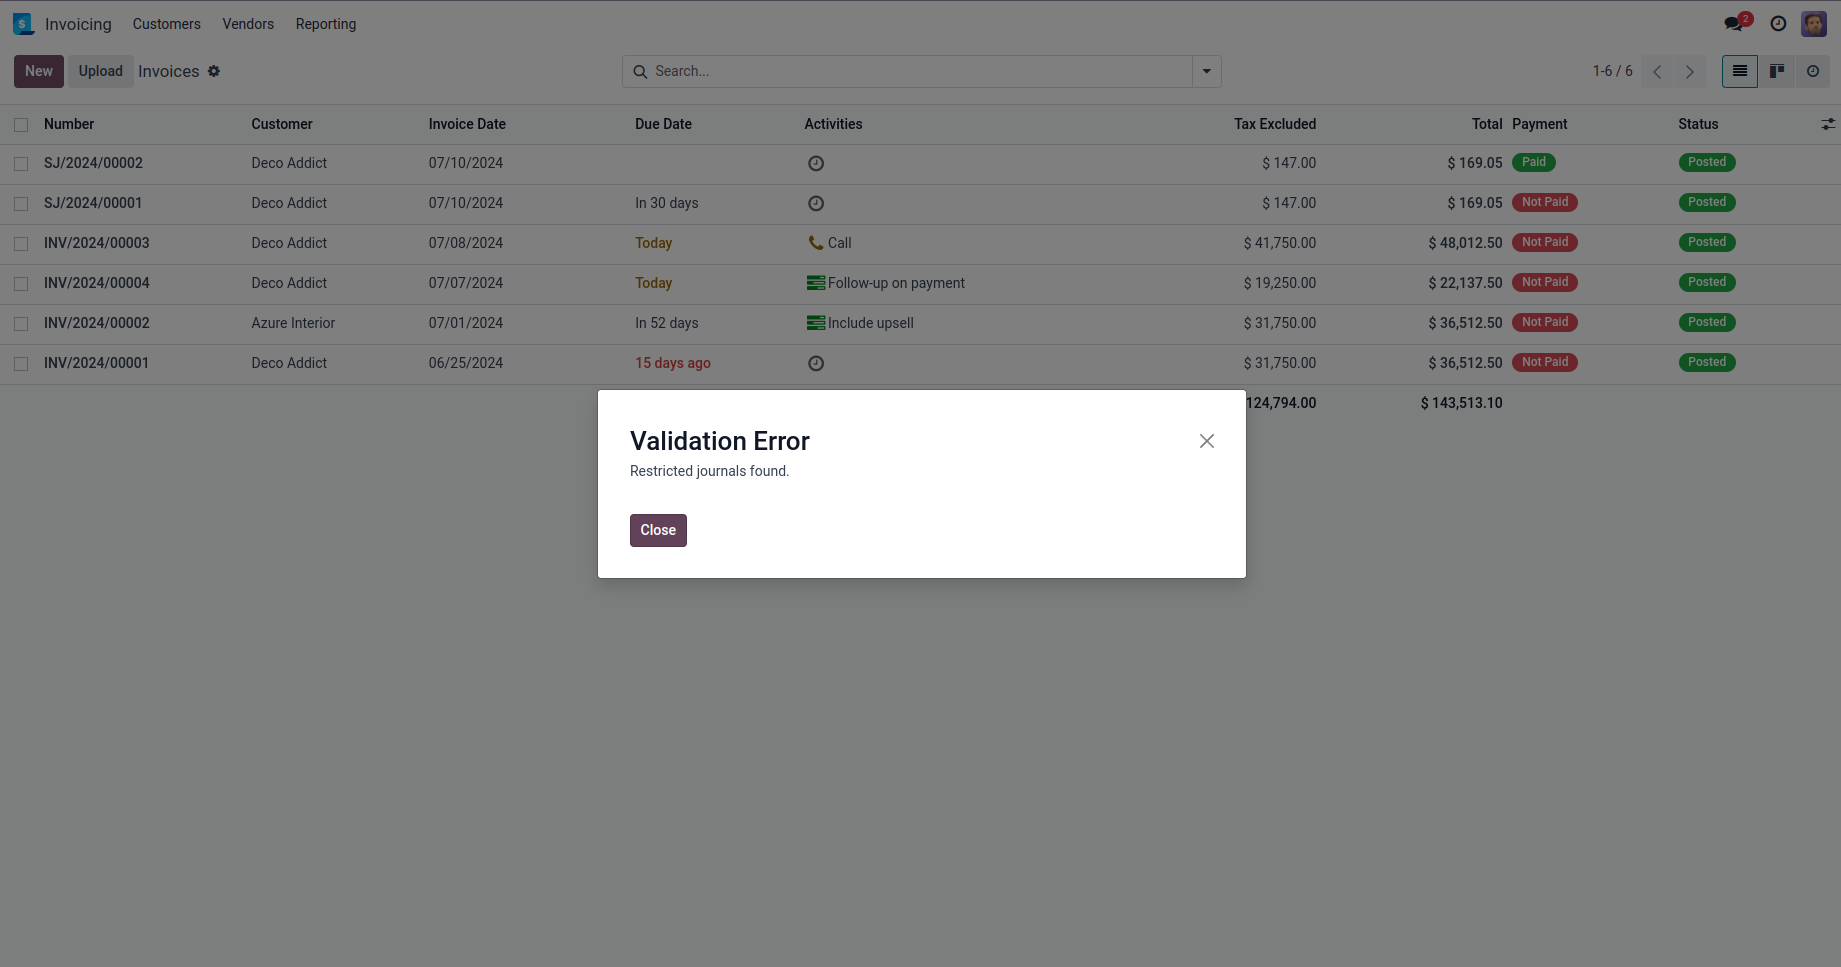 $ Invoicing Customers Vendors Reporting 2
New Upload Invoices Search... 1-6 / 6
Number Customer Invoice Date Due Date Activities Tax Excluded Total Payment Status
SJ/2024/00002 Deco Addict 07/10/2024 $ 147.00 $ 169.05 Paid Posted
SJ/2024/00001 Deco Addict 07/10/2024 In 30 days $ 147.00 $ 169.05 Not Paid Posted
INV/2024/00003 Deco Addict 07/08/2024 Today Call $ 41,750.00 $ 48,012.50 Not Paid Posted
INV/2024/00004 Deco Addict 07/07/2024 Today Follow-up on payment $ 19,250.00 $ 22,137.50 Not Paid Posted
INV/2024/00002 Azure Interior 07/01/2024 In 52 days Include upsell $ 31,750.00 $ 36,512.50 Not Paid Posted
INV/2024/00001 Deco Addict 06/25/2024 15 days ago $ 31,750.00 $ 36,512.50 Not Paid Posted
124,794.00 $ 143,513.10
Validation Error
Restricted journals found.
Close